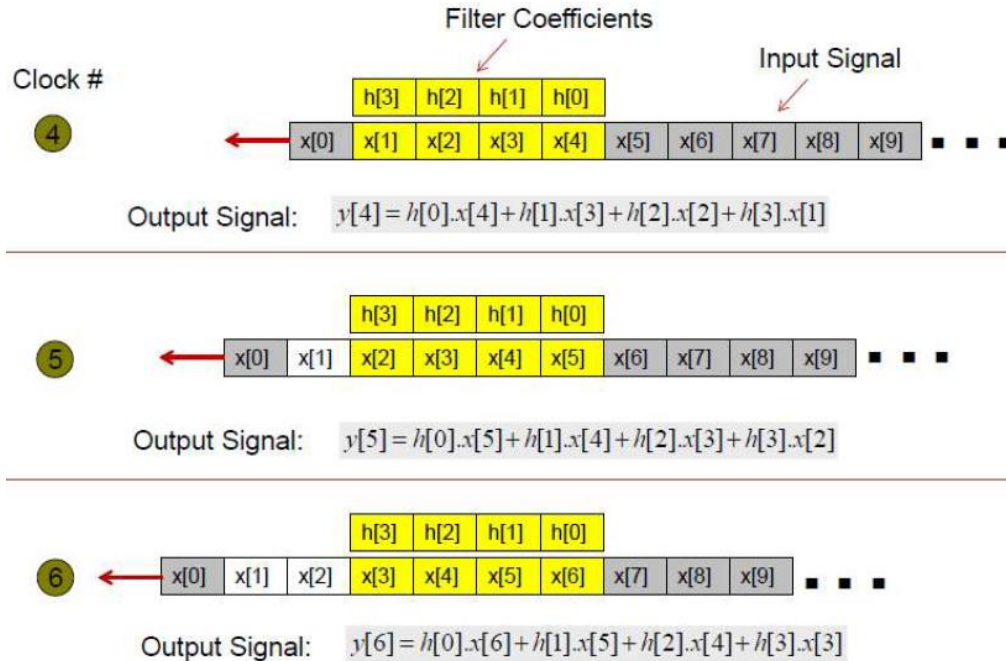 Filter Coefficients
Clock #
Input Signal
h[3] h[2] h[1] h[0]
4
x[0] x[1] x[2] x[3] x[4] x[5] x[6] x[7] x[8] x[9]
Output Signal: y[4] = h[0].x[4] + h[1].x[3] + h[2].x[2] + h[3].x[1]
h[3] h[2] h[1] h[0]
5
x[0] x[1] x[2] x[3] x[4] x[5] x[6] x[7] x[8] x[9]
Output Signal: y[5] = h[0].x[5] + h[1].x[4] + h[2].x[3] + h[3].x[2]
h[3] h[2] h[1] h[0]
6
x[0] x[1] x[2] x[3] x[4] x[5] x[6] x[7] x[8] x[9]
Output Signal: y[6] = h[0].x[6] + h[1].x[5] + h[2].x[4] + h[3].x[3]